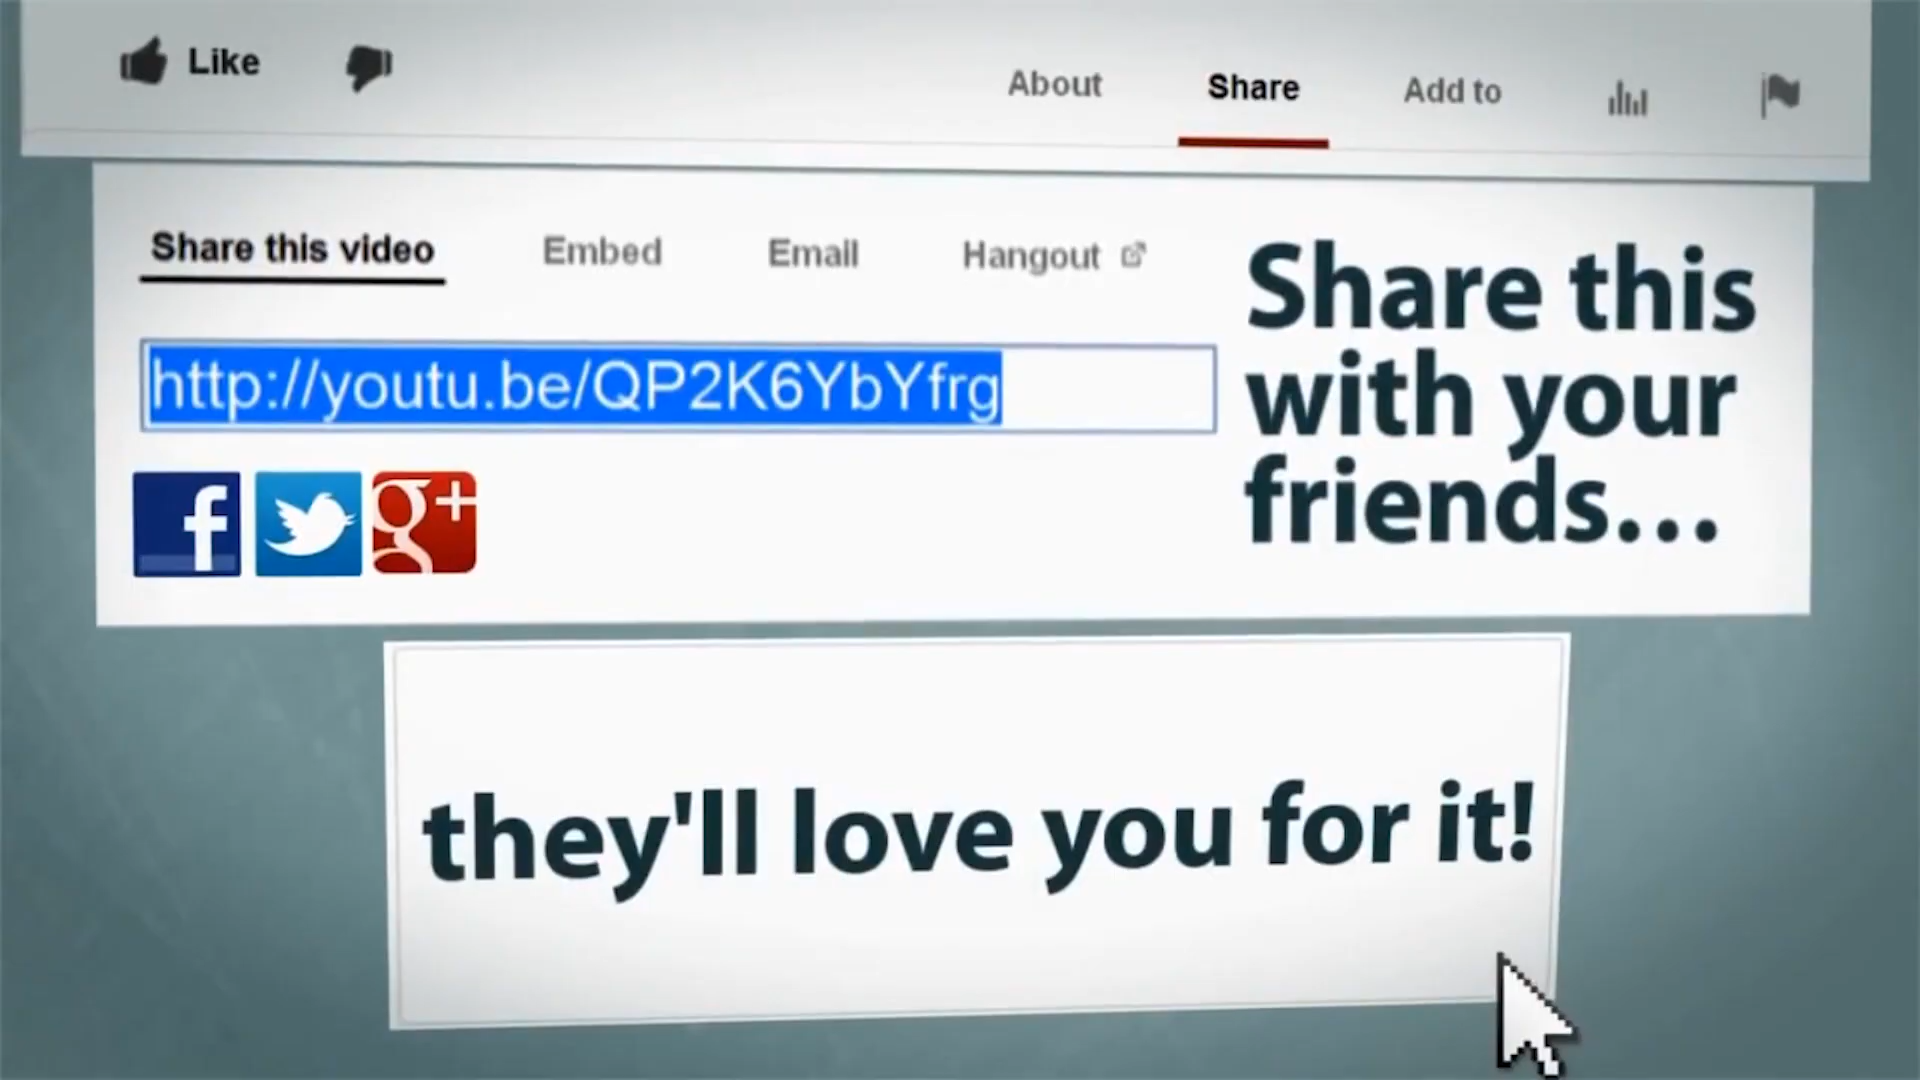 Like
About Share Add to
Share this video Embed Email Hangout
http://youtu.be/QP2K6YbYfrg
f g+
Share this
with your
friends...
they'll love you for it!